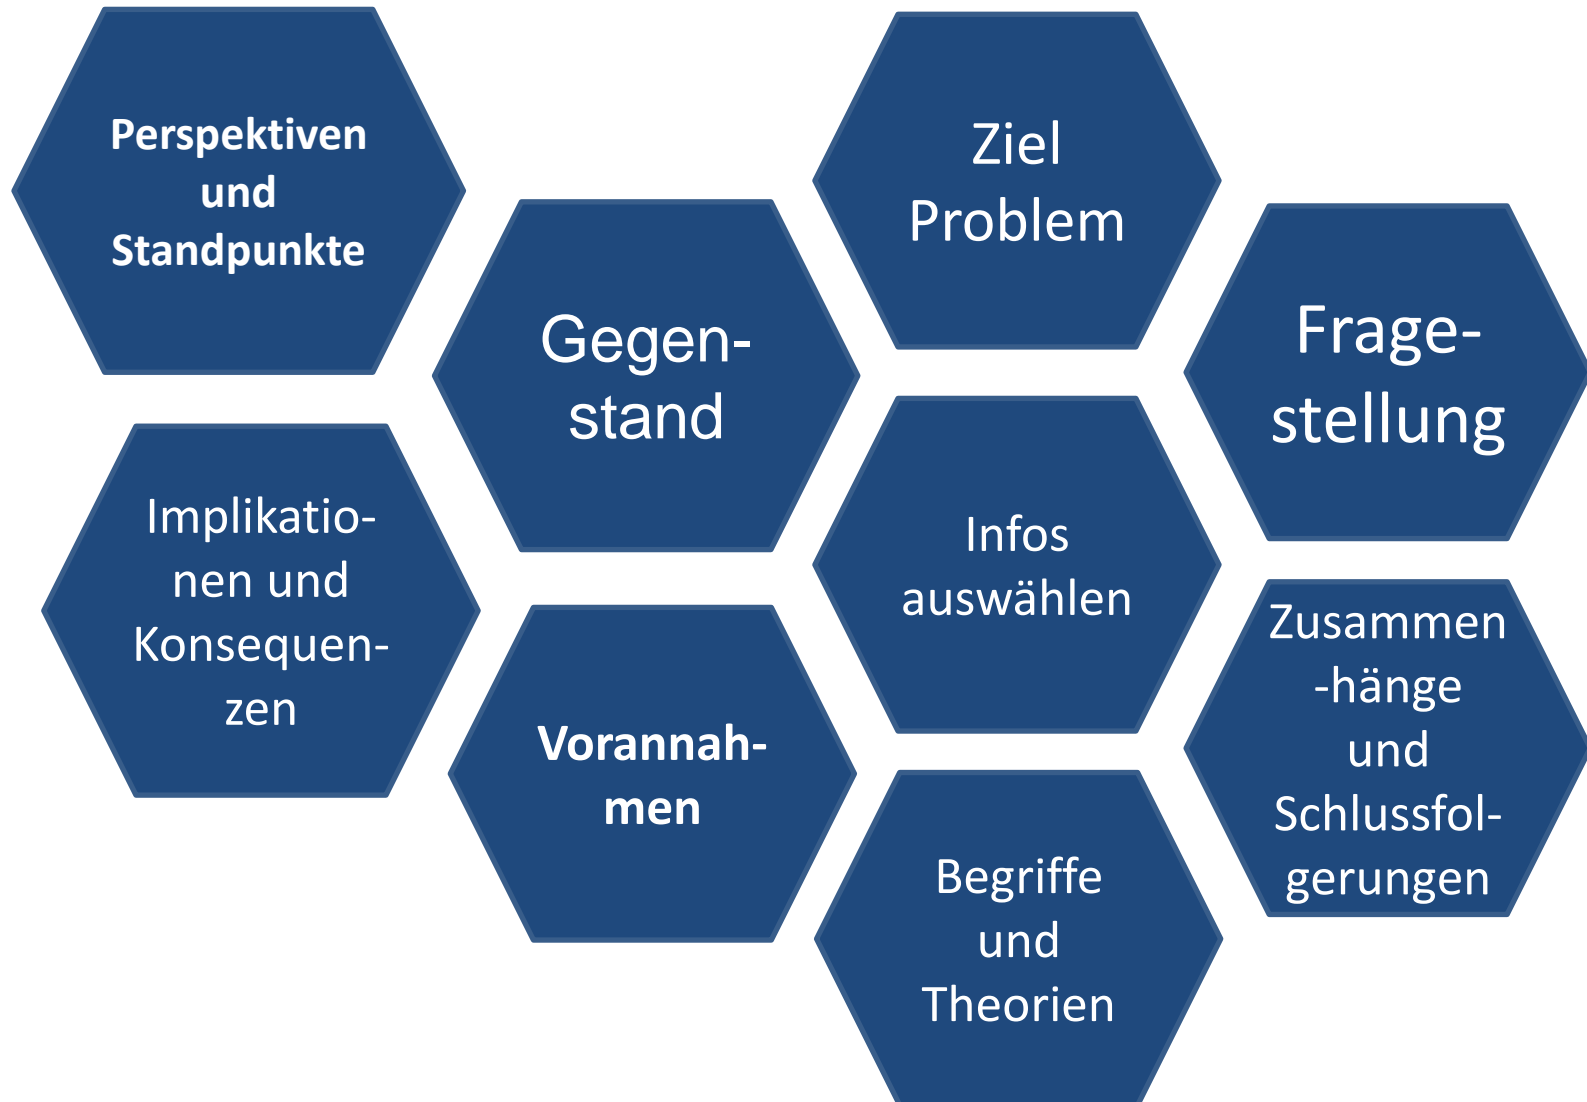 Perspektiven
und
Standpunkte
Ziel
Problem
Gegen-
stand
Frage-
stellung
Implikatio-
nen und
Konsequen-
zen
Infos
auswählen
Vorannah-
men
Zusammen
-hänge
und
Schlussfol-
gerungen
Begriffe
und
Theorien